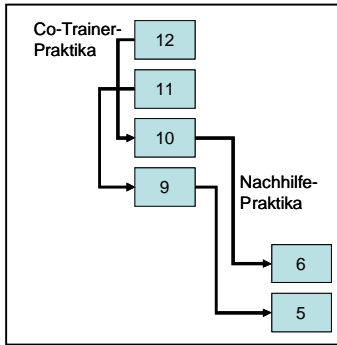 Co-Trainer-
Praktika
12
11
10
9
Nachhilfe-
Praktika
6
5